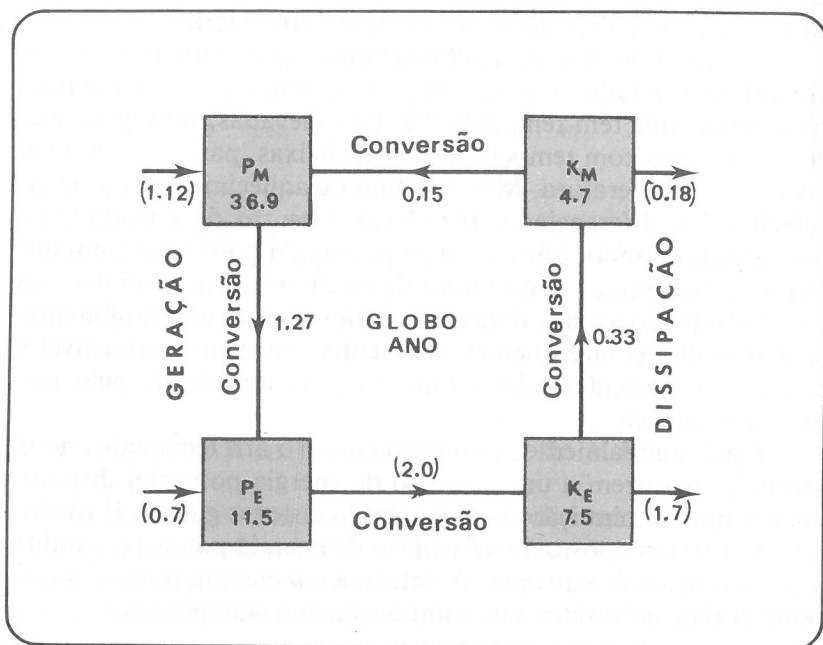 Conversão
P_M
36.9
K_M
4.7
(1.12)
0.15
(0.18)
GERAÇÃO
Conversão
1.27
GLOBO
ANO
Conversão
0.33
DISSIPAÇÃO
P_E
11.5
(2.0)
Conversão
K_E
7.5
(0.7)
(1.7)